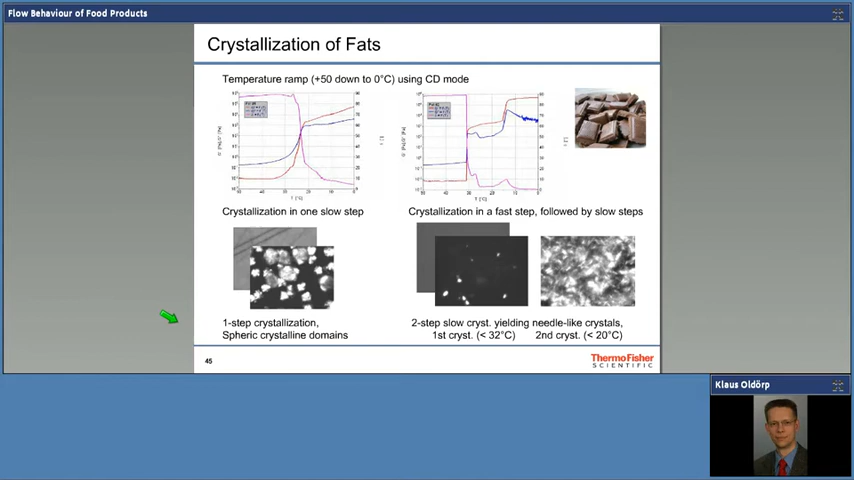 Flow Behaviour of Food Products
Crystallization of Fats
Temperature ramp (+50 down to 0°C) using CD mode
Crystallization in one slow step
Crystallization in a fast step, followed by slow steps
1-step crystallization,
Spheric crystalline domains
2-step slow cryst. yielding needle-like crystals,
1st cryst. (< 32°C) 2nd cryst. (< 20°C)
45
ThermoFisher
SCIENTIFIC
Klaus Oldörp